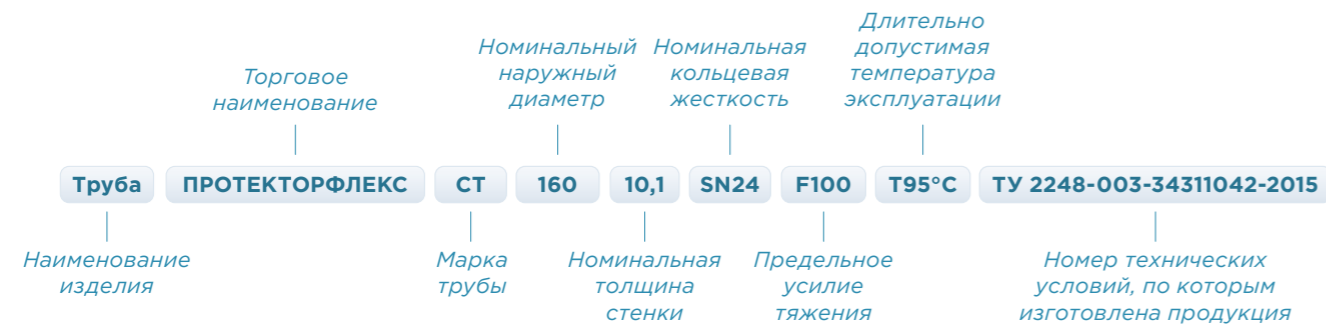 Торговое
наименование
Номинальный
наружный
диаметр
Номинальная
кольцевая
жесткость
Длительно
допустимая
температура
эксплуатации
Труба ПРОТЕКТОРФЛЕКС СТ 160 10,1 SN24 F100 T95°C ТУ 2248-003-34311042-2015
Наименование
изделия
Марка
трубы
Номинальная
толщина
стенки
Предельное
усилие
тяжения
Номер технических
условий, по которым
изготовлена продукция